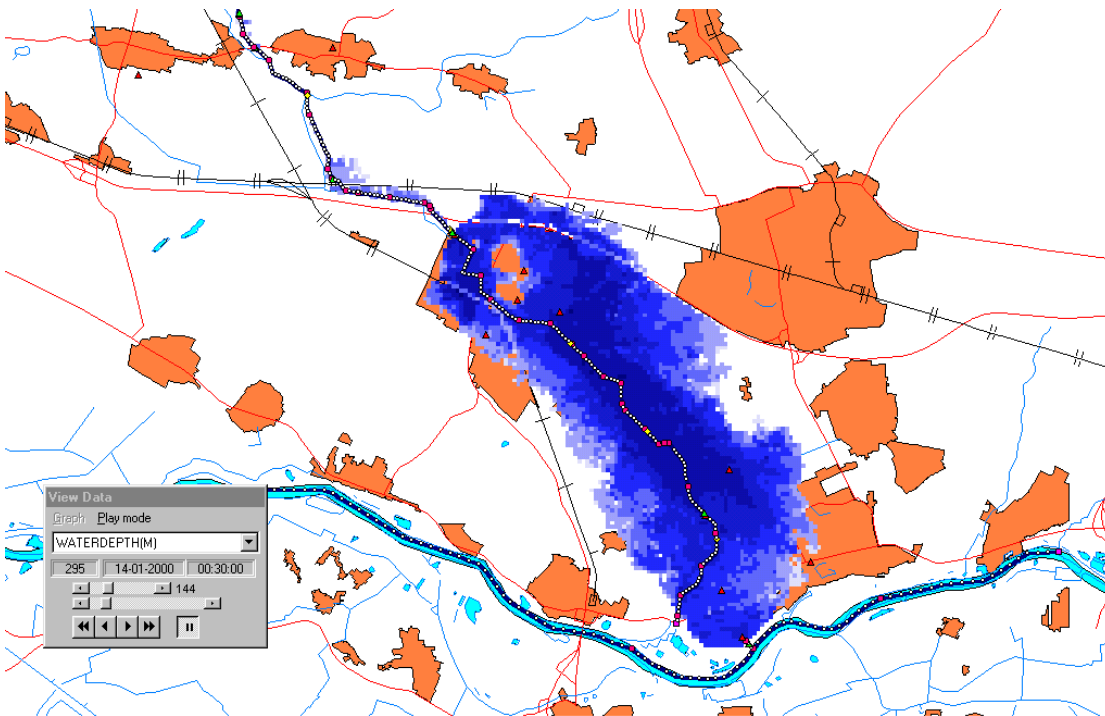 View Data
Graph Play mode
WATERDEPTH(M)
295 14-01-2000 00:30:00
144